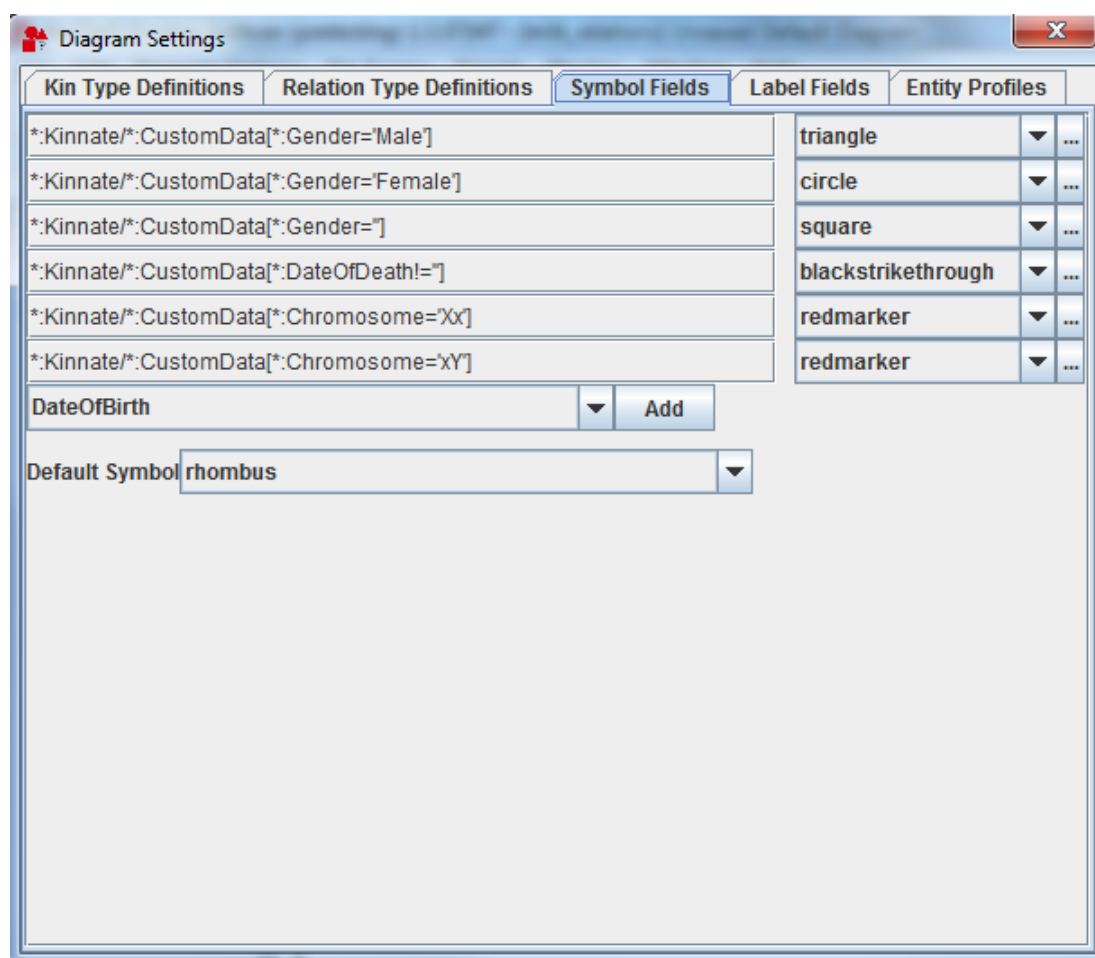 Diagram Settings
Kin Type Definitions Relation Type Definitions Symbol Fields Label Fields Entity Profiles
*:Kinnate/*:CustomData[*:Gender='Male'] triangle ...
*:Kinnate/*:CustomData[*:Gender='Female'] circle ...
*:Kinnate/*:CustomData[*:Gender=''] square ...
*:Kinnate/*:CustomData[*:DateOfDeath!=''] blackstrikethrough ...
*:Kinnate/*:CustomData[*:Chromosome='Xx'] redmarker ...
*:Kinnate/*:CustomData[*:Chromosome='xY'] redmarker ...
DateOfBirth Add
Default Symbol rhombus